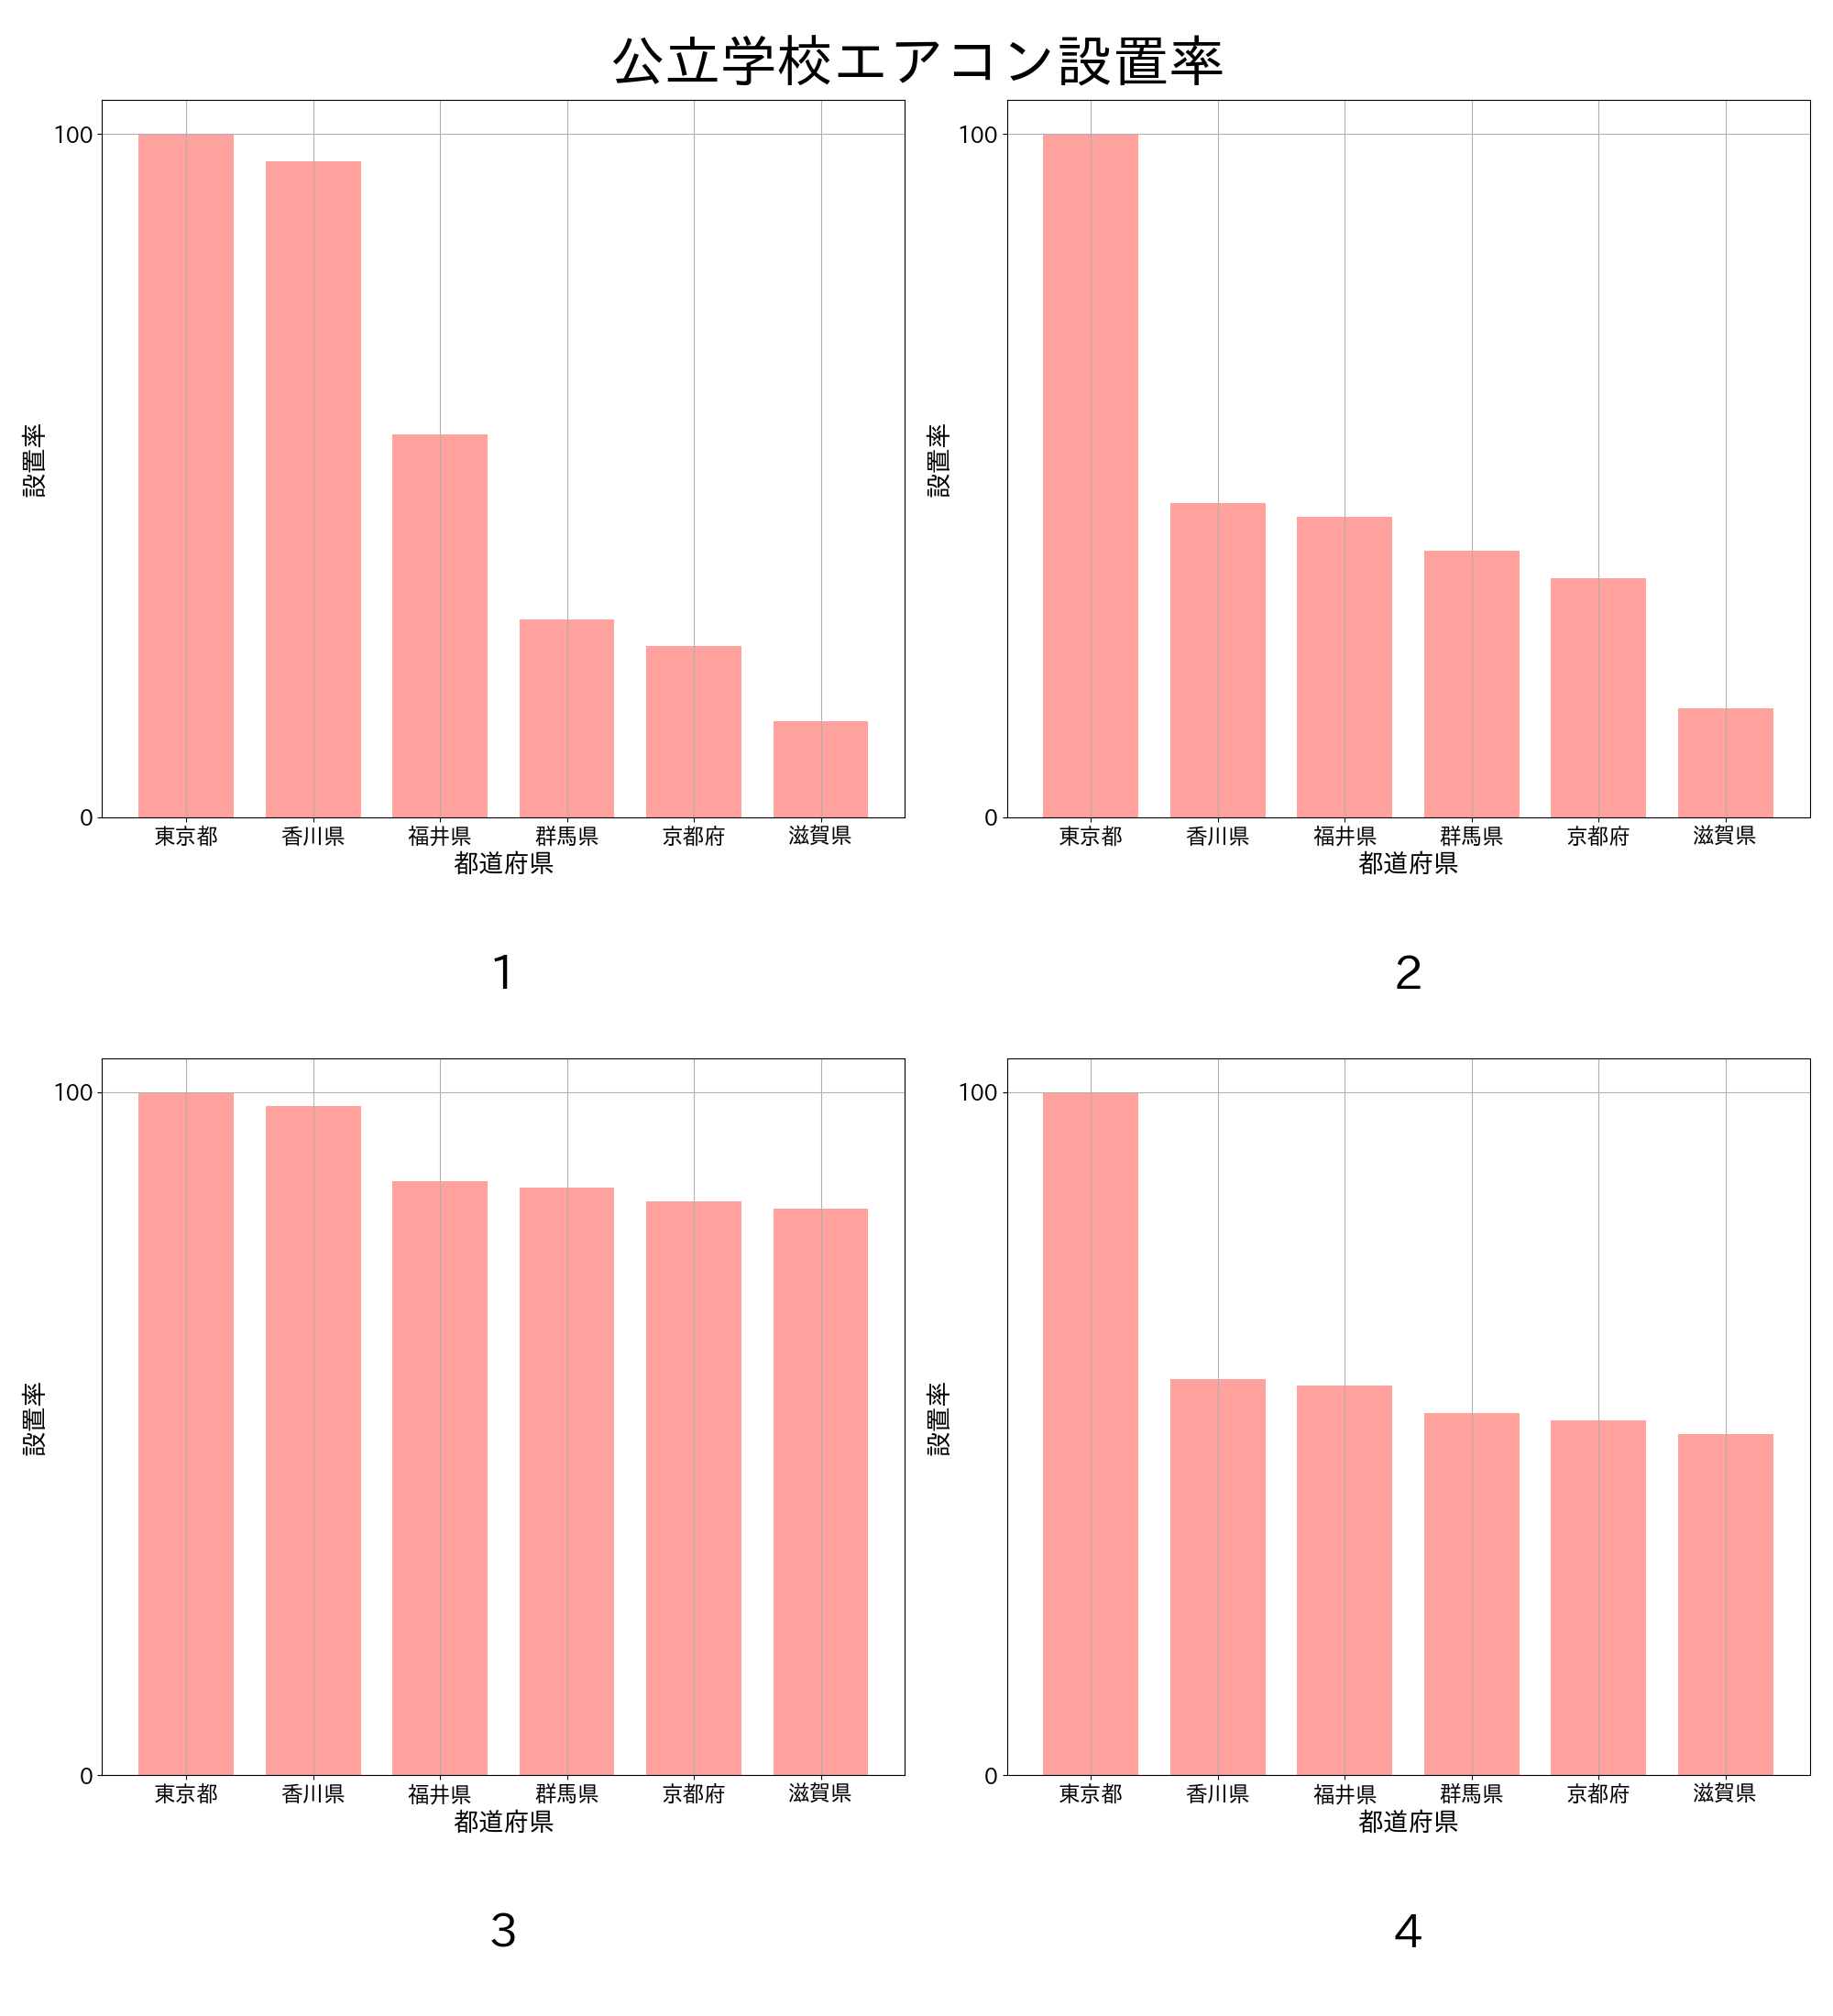 公立学校エアコン設置率
100
0
設置率
東京都 香川県 福井県 群馬県 京都府 滋賀県
都道府県
1
100
0
設置率
東京都 香川県 福井県 群馬県 京都府 滋賀県
都道府県
2
100
0
設置率
東京都 香川県 福井県 群馬県 京都府 滋賀県
都道府県
3
100
0
設置率
東京都 香川県 福井県 群馬県 京都府 滋賀県
都道府県
4